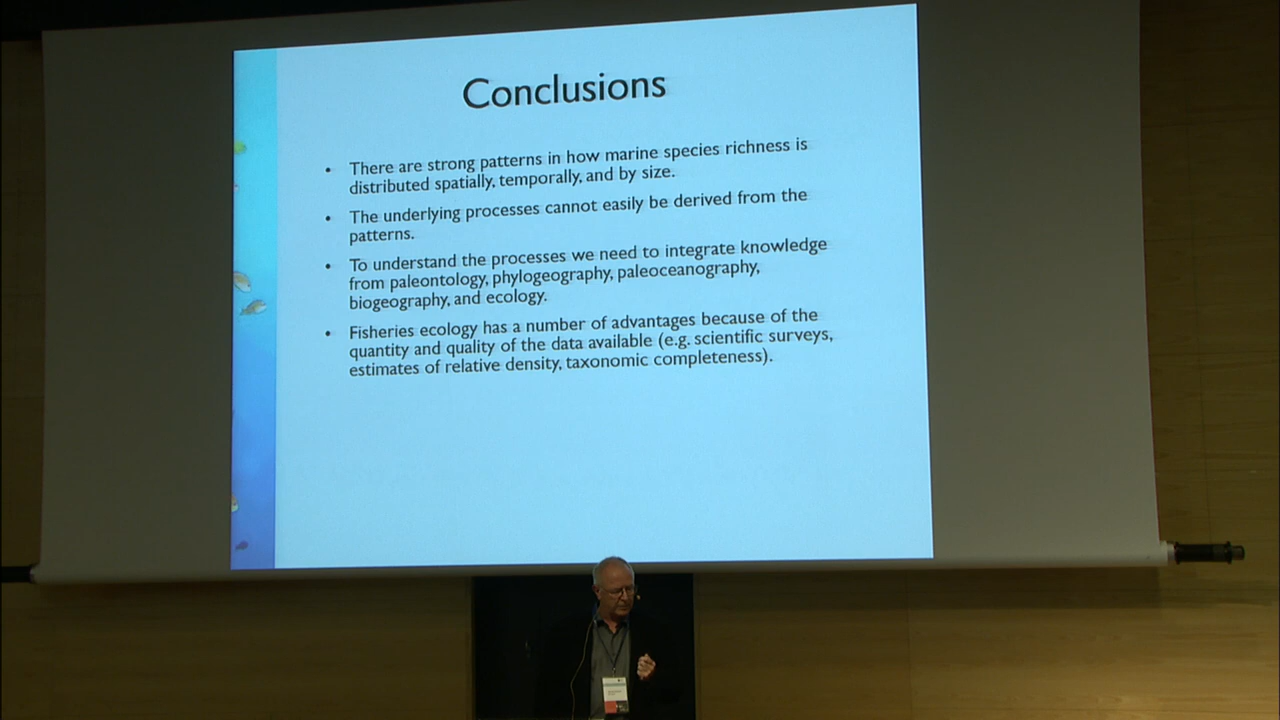 Conclusions
• There are strong patterns in how marine species richness is
distributed spatially, temporally, and by size.
• The underlying processes cannot easily be derived from the
patterns.
• To understand the processes we need to integrate knowledge
from paleontology, phylogeography, paleoceanography,
biogeography, and ecology.
• Fisheries ecology has a number of advantages because of the
quantity and quality of the data available (e.g. scientific surveys,
estimates of relative density, taxonomic completeness).